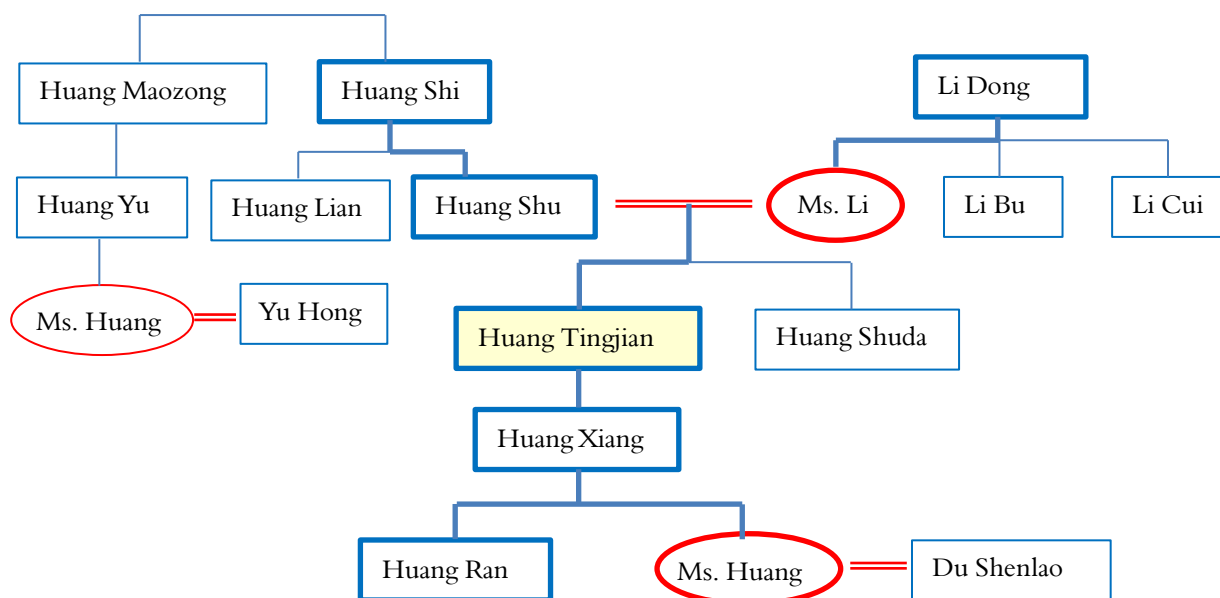 Huang Maozong
Huang Shi
Li Dong
Huang Yu
Huang Lian
Huang Shu
Ms. Li
Li Bu
Li Cui
Ms. Huang
Yu Hong
Huang Tingjian
Huang Shuda
Huang Xiang
Huang Ran
Ms. Huang
Du Shenlao